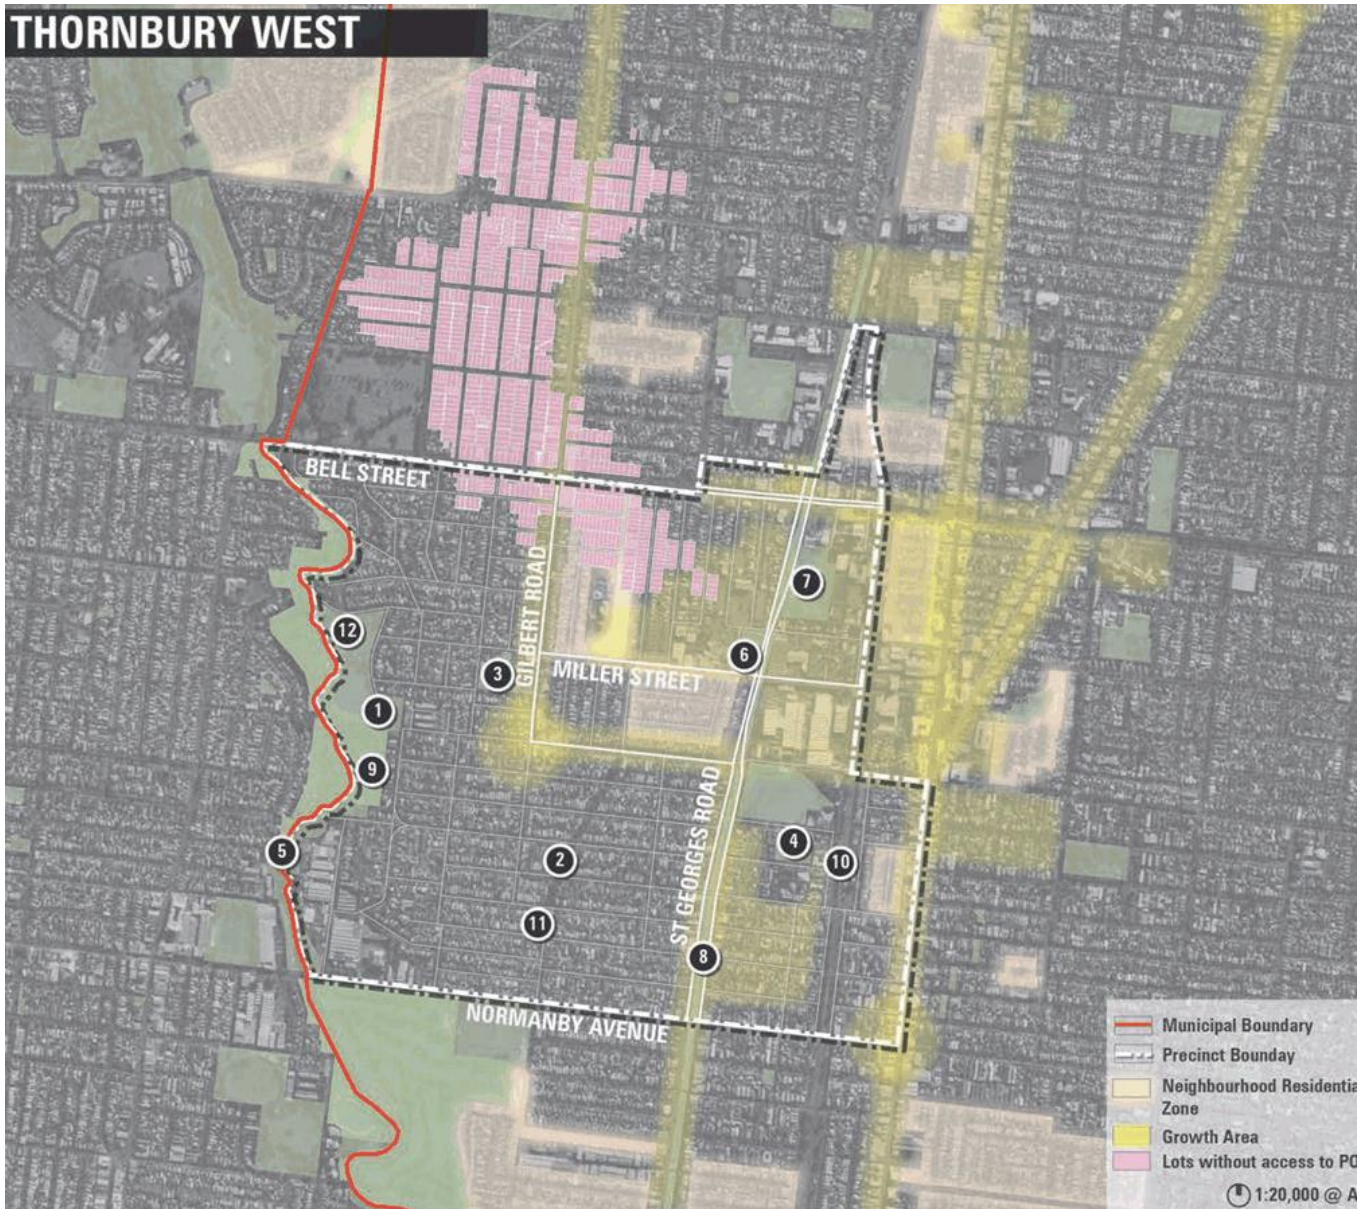 THORNBURY WEST
BELL STREET
GILBERT ROAD
7
12
6
3
MILLER STREET
1
9
ST GEORGES ROAD
5
4
2
10
11
8
NORMANBY AVENUE
Municipal Boundary
Precinct Bounday
Neighbourhood Residentia
Zone
Growth Area
Lots without access to PO
1:20,000 @ A